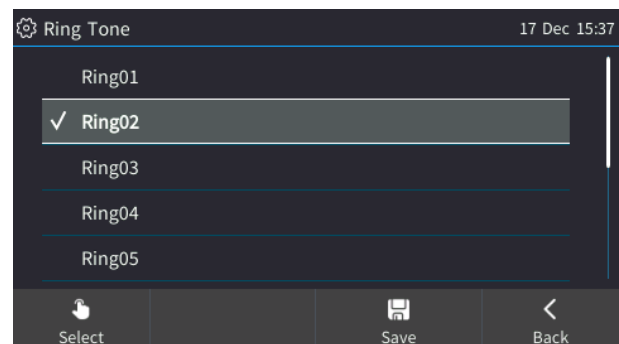 Ring Tone 17 Dec 15:37
Ring01
Ring02
Ring03
Ring04
Ring05
Select Save Back